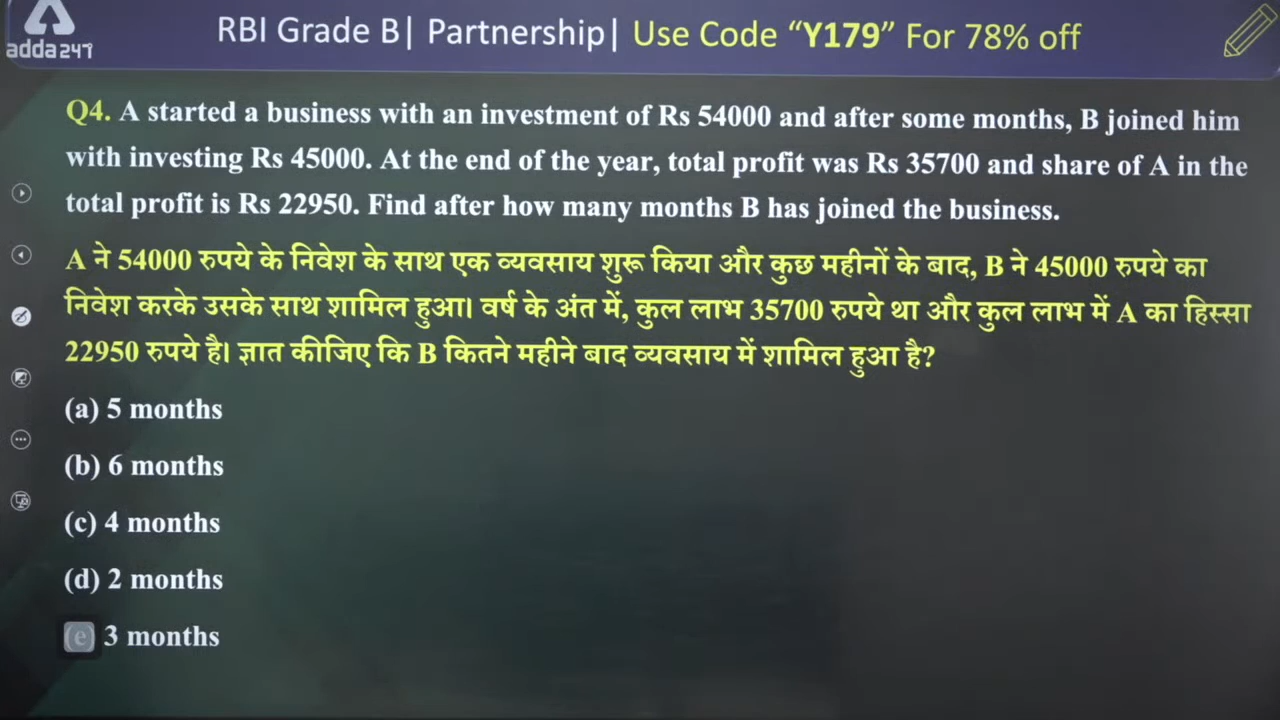 adda247
RBI Grade B| Partnership| Use Code “Y179” For 78% off
Q4. A started a business with an investment of Rs 54000 and after some months, B joined him
with investing Rs 45000. At the end of the year, total profit was Rs 35700 and share of A in the
total profit is Rs 22950. Find after how many months B has joined the business.
A ने 54000 रुपये के निवेश के साथ एक व्यवसाय शुरू किया और कुछ महीनों के बाद, B ने 45000 रुपये का
निवेश करके उसके साथ शामिल हुआ। वर्ष के अंत में, कुल लाभ 35700 रुपये था और कुल लाभ में A का हिस्सा
22950 रुपये है। ज्ञात कीजिए कि B कितने महीने बाद व्यवसाय में शामिल हुआ है?
(a) 5 months
(b) 6 months
(c) 4 months
(d) 2 months
(e) 3 months